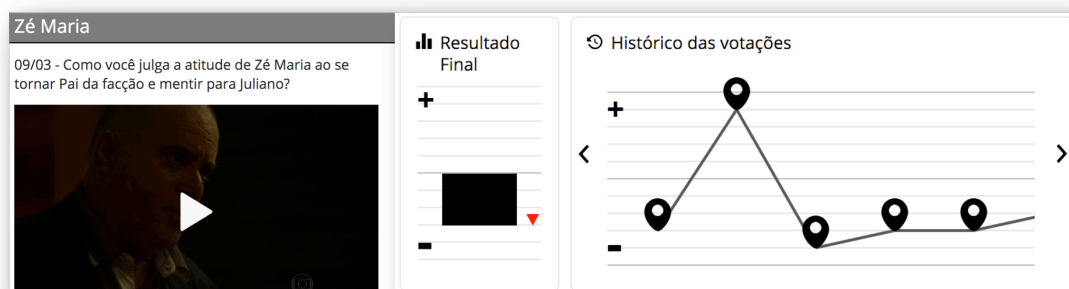 Zé Maria
09/03 - Como você julga a atitude de Zé Maria ao se
tornar Pai da facção e mentir para Juliano?
Resultado
Final
+
-
Histórico das votações
+
-